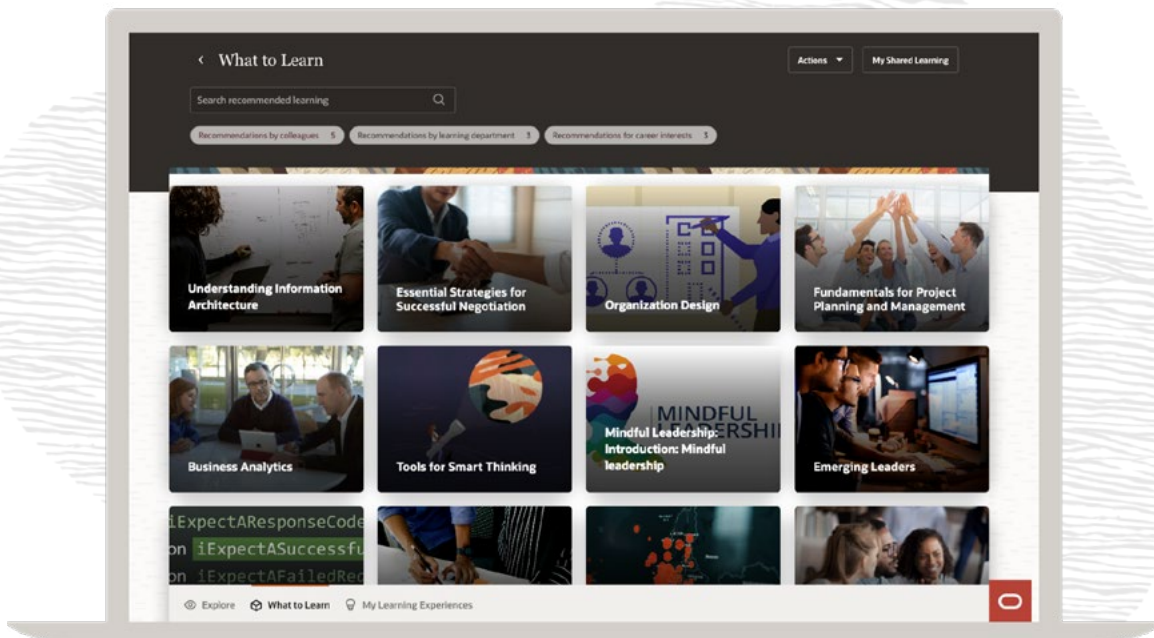 What to Learn
Actions
My Shared Learning
Search recommended learning
Recommendations by colleagues 5
Recommendations by learning department 3
Recommendations for career interests 3
Understanding Information
Architecture
Essential Strategies for
Successful Negotiation
Organization Design
Fundamentals for Project
Planning and Management
Business Analytics
Tools for Smart Thinking
MINDFUL
LEADERSHI
Mindful Leadership:
Introduction: Mindful
leadership
Emerging Leaders
iExpectAResponseCode
on iExpectASuccessfu
on iExpectAFailedReq
Explore
What to Learn
My Learning Experiences